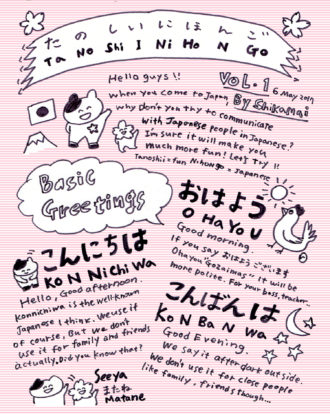 たのしいにほんご
Ta No Shi I Ni Ho N Go
Hello guys!!
VOL.1 6 May 2019
By Shikamai
When you come to Japan,
why don't you try to communicate
with Japanese people in Japanese?
I'm sure it will make you
much more fun! Let's Try!!
Tanoshii=fun Nihongo=Japanese
Basic
Greetings
おはよう
O Ha Yo U
Good morning.
If you say おはようございます
Ohayou"Gozaimas" it will be
more polite. For your boss, teacher..
こんにちは
Ko N Ni Chi Wa
Hello, Good afternoon.
Konnichiwa is the well-known
Japanese I think. We use it
of course, But we don't
use it for family and friends
actually. Did you know that?
こんばんは
Ko N Ba N Wa
Good Evening.
We say it after dark outside.
We don't use it for close people
like family, friends though...
See ya
またね
Matane